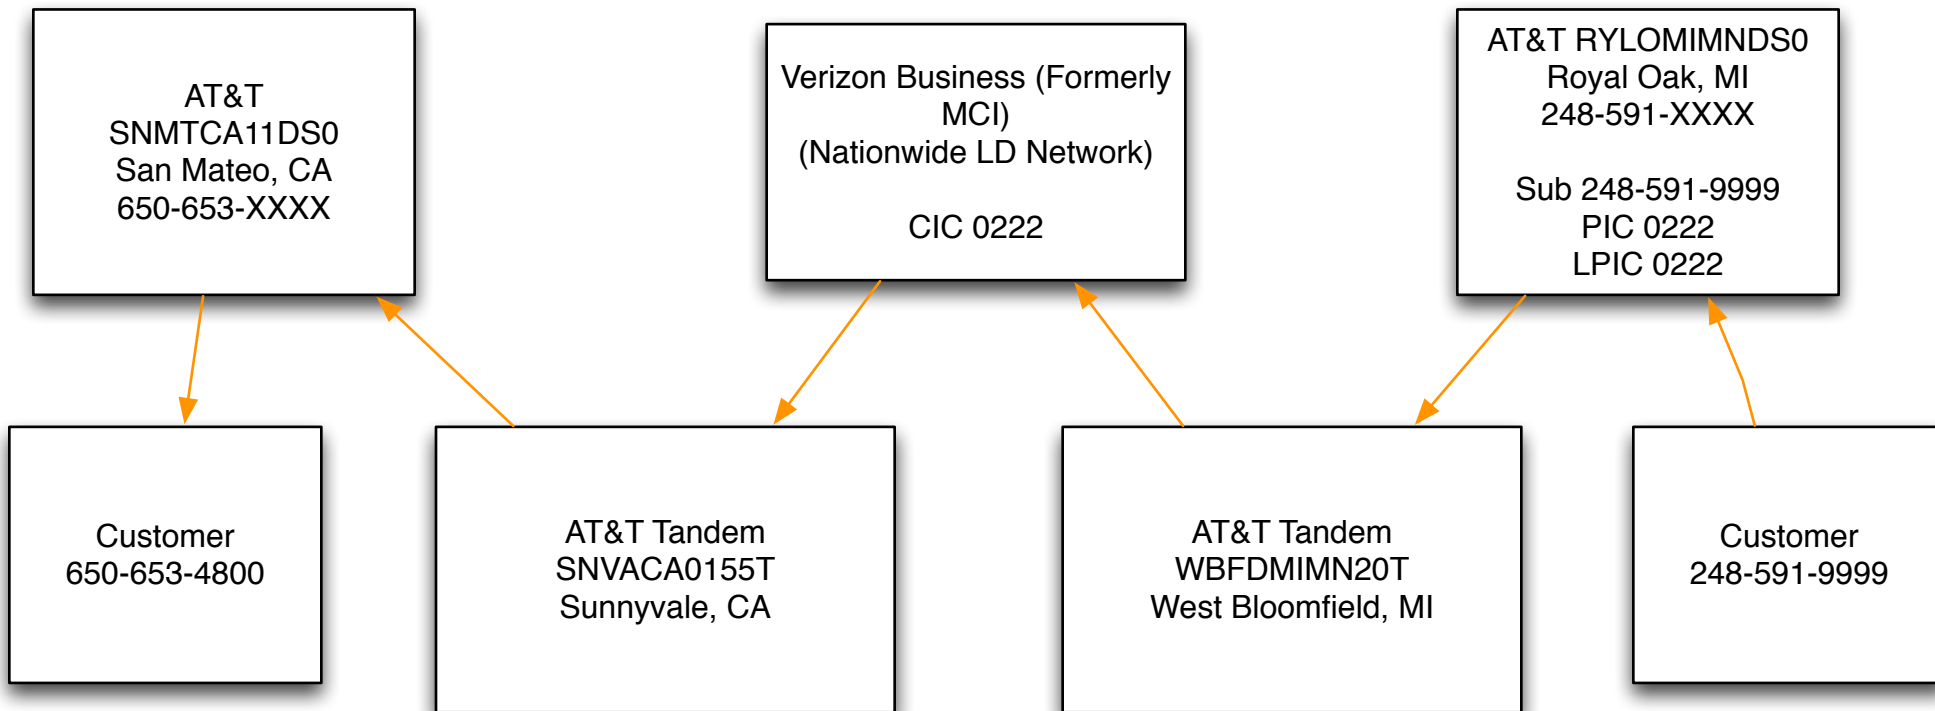 AT&T
SNMTCA11DS0
San Mateo, CA
650-653-XXXX
Verizon Business (Formerly
MCI)
(Nationwide LD Network)
CIC 0222
AT&T RYLOMIMNDS0
Royal Oak, MI
248-591-XXXX
Sub 248-591-9999
PIC 0222
LPIC 0222
Customer
650-653-4800
AT&T Tandem
SNVACA0155T
Sunnyvale, CA
AT&T Tandem
WBFDMIMN20T
West Bloomfield, MI
Customer
248-591-9999